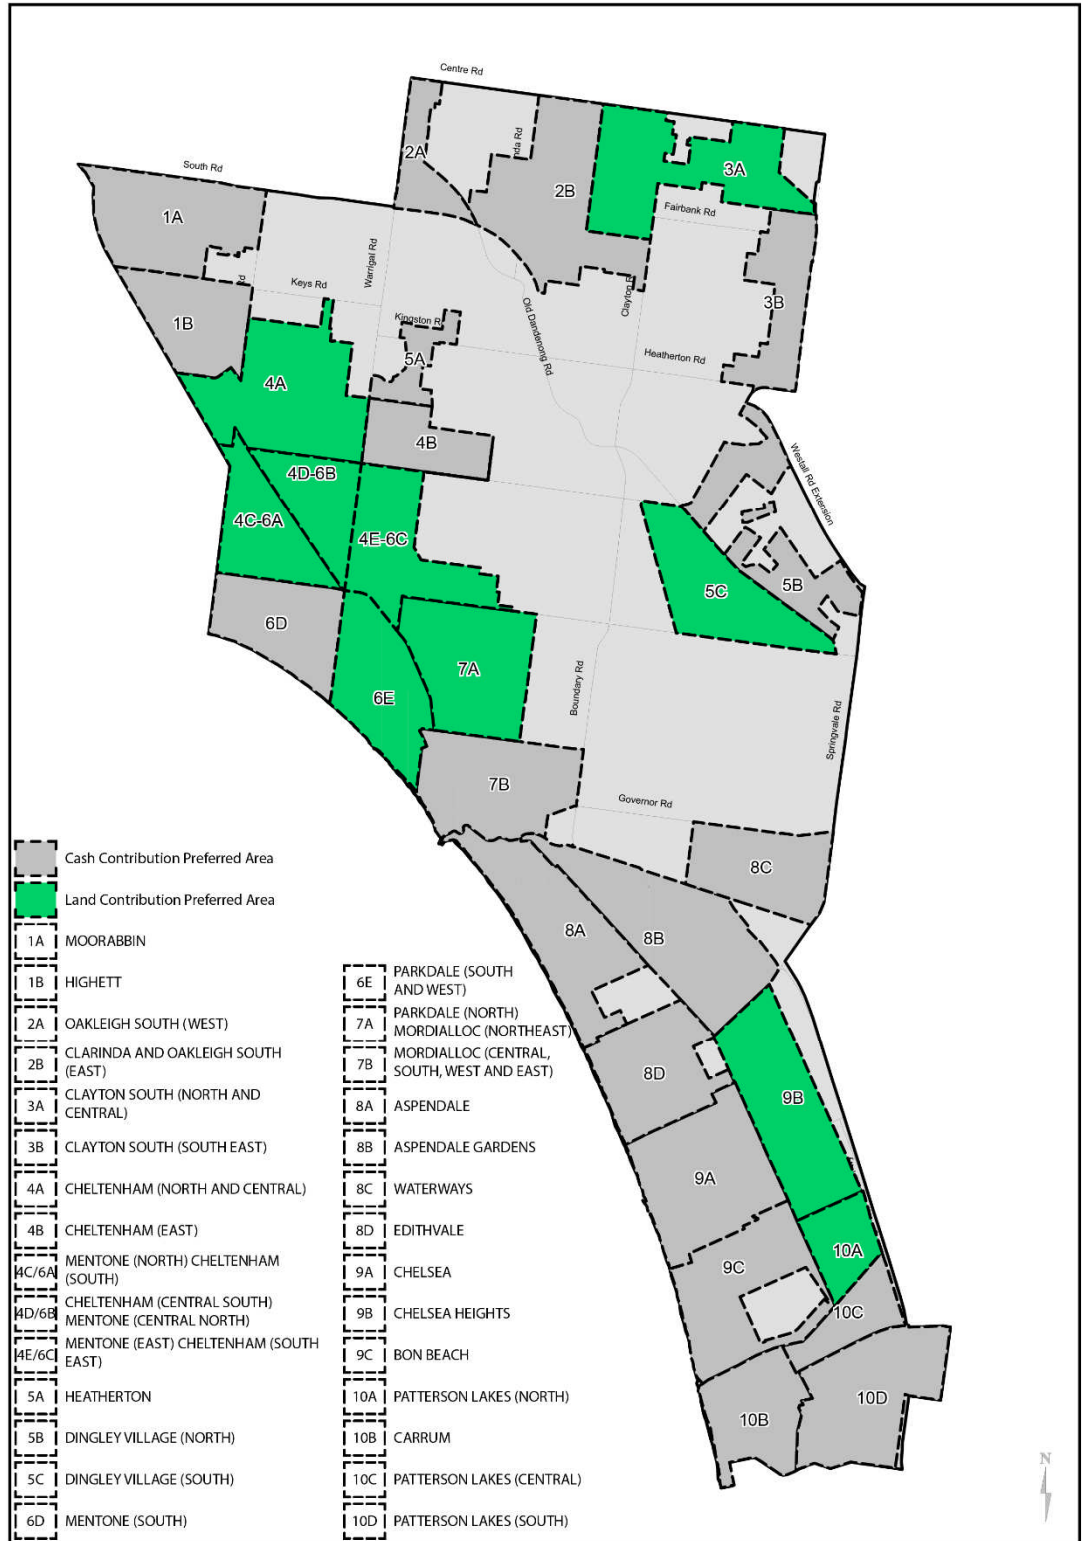 Centre Rd
South Rd
2A
nda Rd
2B
3A
Fairbank Rd
1A
Warrigal Rd
Keys Rd
1B
Kingston R
Old Dandenong Rd
Clayton R
3B
Heatherton Rd
5A
4A
4B
Westall Rd Extension
4D-6B
4C-6A
4E-6C
5C
5B
6D
7A
6E
Boundary Rd
Springvale Rd
7B
Governor Rd
8C
8A
8B
8D
9B
9A
10A
9C
10C
10D
10B
N
Cash Contribution Preferred Area
Land Contribution Preferred Area
1A MOORABBIN
1B HIGHETT
2A OAKLEIGH SOUTH (WEST)
2B CLARINDA AND OAKLEIGH SOUTH
(EAST)
3A CLAYTON SOUTH (NORTH AND
CENTRAL)
3B CLAYTON SOUTH (SOUTH EAST)
4A CHELTENHAM (NORTH AND CENTRAL)
4B CHELTENHAM (EAST)
4C/6A MENTONE (NORTH) CHELTENHAM
(SOUTH)
4D/6B CHELTENHAM (CENTRAL SOUTH)
MENTONE (CENTRAL NORTH)
4E/6C MENTONE (EAST) CHELTENHAM (SOUTH
EAST)
5A HEATHERTON
5B DINGLEY VILLAGE (NORTH)
5C DINGLEY VILLAGE (SOUTH)
6D MENTONE (SOUTH)
6E PARKDALE (SOUTH
AND WEST)
7A PARKDALE (NORTH)
MORDIALLOC (NORTHEAST)
7B MORDIALLOC (CENTRAL,
SOUTH, WEST AND EAST)
8A ASPENDALE
8B ASPENDALE GARDENS
8C WATERWAYS
8D EDITHVALE
9A CHELSEA
9B CHELSEA HEIGHTS
9C BON BEACH
10A PATTERSON LAKES (NORTH)
10B CARRUM
10C PATTERSON LAKES (CENTRAL)
10D PATTERSON LAKES (SOUTH)